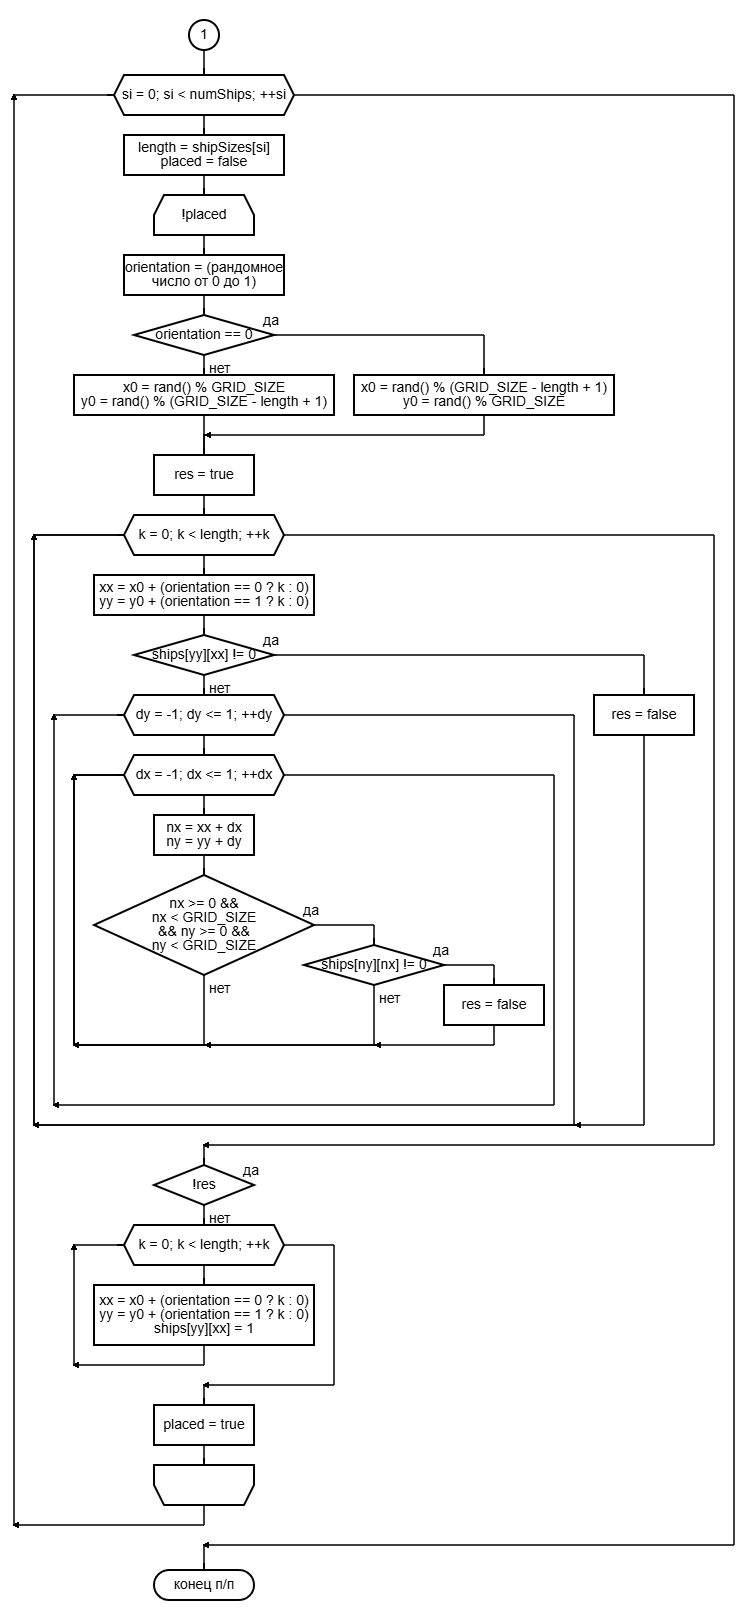 1
si = 0; si < numShips; ++si
length = shipSizes[si]
placed = false
!placed
orientation = (рандомное
число от 0 до 1)
да
orientation == 0
нет
x0 = rand() % GRID_SIZE
y0 = rand() % (GRID_SIZE - length + 1)
x0 = rand() % (GRID_SIZE - length + 1)
y0 = rand() % GRID_SIZE
res = true
k = 0; k < length; ++k
xx = x0 + (orientation == 0 ? k : 0)
yy = y0 + (orientation == 1 ? k : 0)
да
ships[yy][xx] != 0
нет
dy = -1; dy <= 1; ++dy
res = false
dx = -1; dx <= 1; ++dx
nx = xx + dx
ny = yy + dy
nx >= 0 &&
nx < GRID_SIZE
&& ny >= 0 &&
ny < GRID_SIZE
да
нет
да
ships[ny][nx] != 0
нет
res = false
да
!res
нет
k = 0; k < length; ++k
xx = x0 + (orientation == 0 ? k : 0)
yy = y0 + (orientation == 1 ? k : 0)
ships[yy][xx] = 1
placed = true
конец п/п